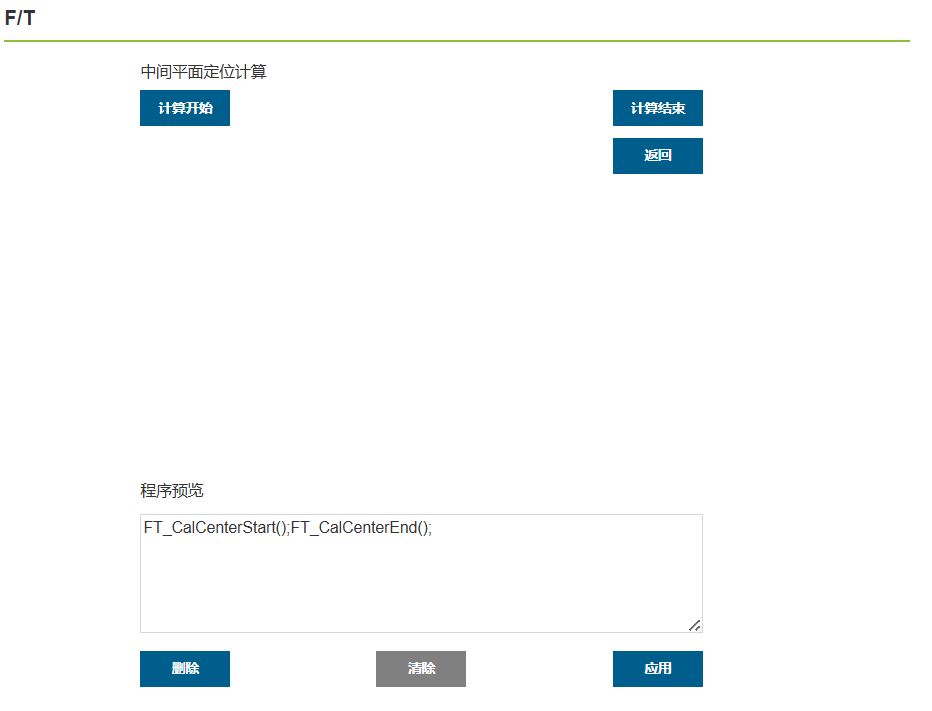 F/T
中间平面定位计算
计算开始
计算结束
返回
程序预览
FT_CalCenterStart();FT_CalCenterEnd();
删除
清除
应用